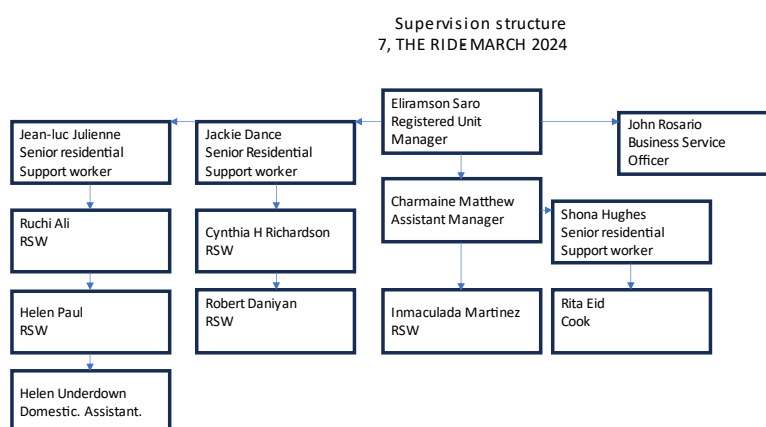 Supervision structure
7, THE RIDE MARCH 2024
Eliramson Saro
Registered Unit
Manager
Jean-luc Julienne
Senior residential
Support worker
Jackie Dance
Senior Residential
Support worker
John Rosario
Business Service
Officer
Charmaine Matthew
Assistant Manager
Shona Hughes
Senior residential
Support worker
Ruchi Ali
RSW
Cynthia H Richardson
RSW
Helen Paul
RSW
Robert Daniyan
RSW
Inmaculada Martinez
RSW
Rita Eid
Cook
Helen Underdown
Domestic. Assistant.